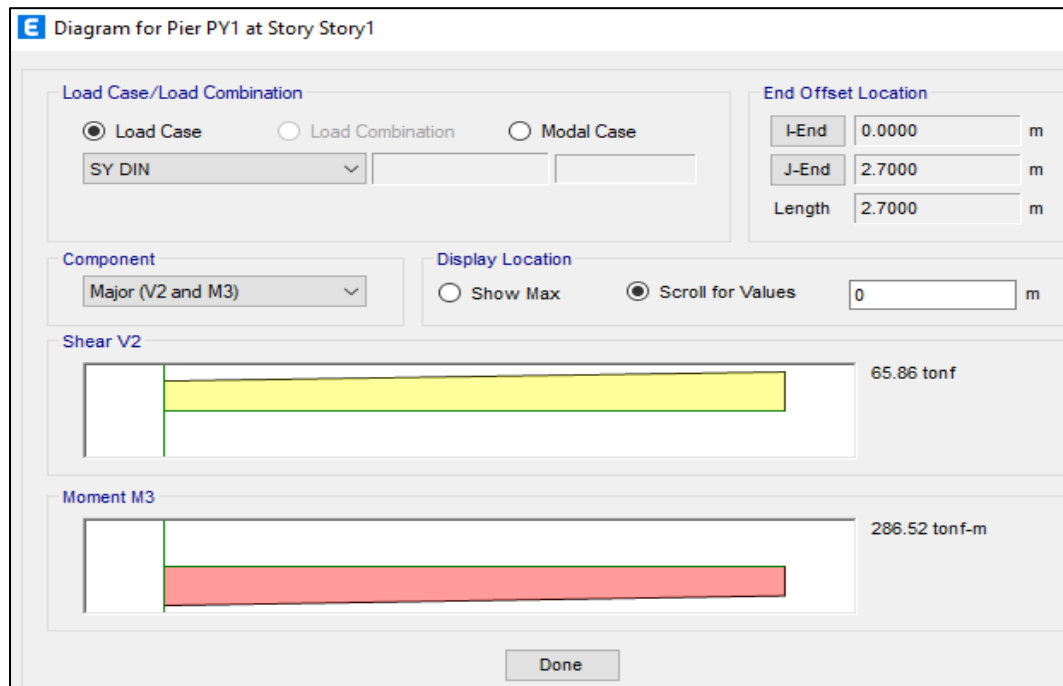 E Diagram for Pier PY1 at Story Story1
Load Case/Load Combination
Load Case Load Combination Modal Case
SY DIN
End Offset Location
I-End 0.0000 m
J-End 2.7000 m
Length 2.7000 m
Component
Major (V2 and M3)
Display Location
Show Max Scroll for Values 0 m
Shear V2
65.86 tonf
Moment M3
286.52 tonf-m
Done